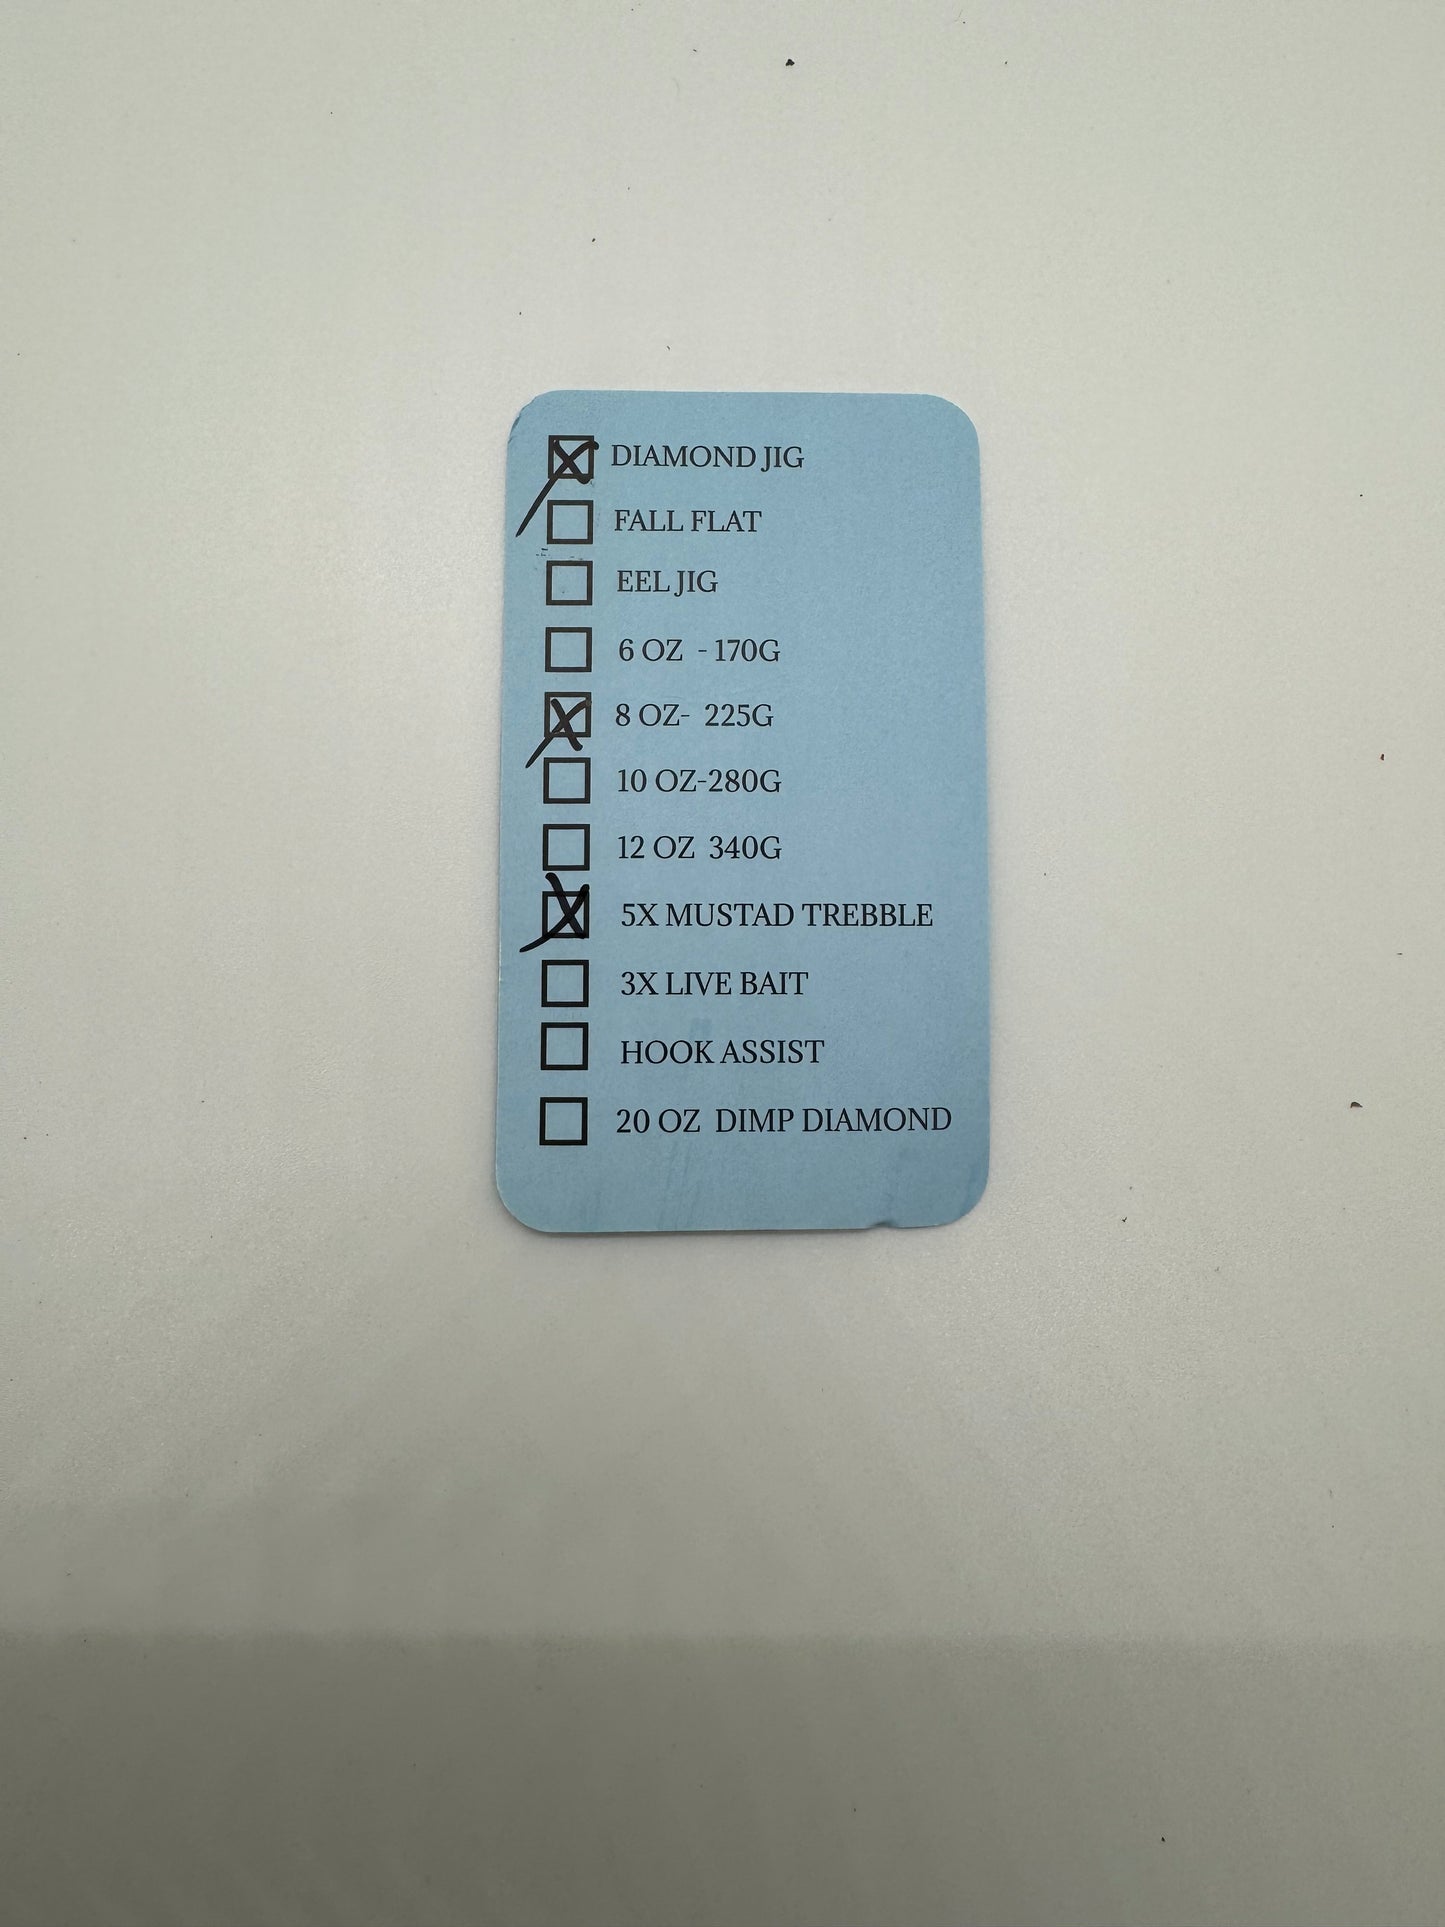 DIAMOND JIG
FALL FLAT
EEL JIG
6 OZ - 170G
8 OZ- 225G
10 OZ-280G
12 OZ 340G
5X MUSTAD TREBBLE
3X LIVE BAIT
HOOK ASSIST
20 OZ DIMP DIAMOND